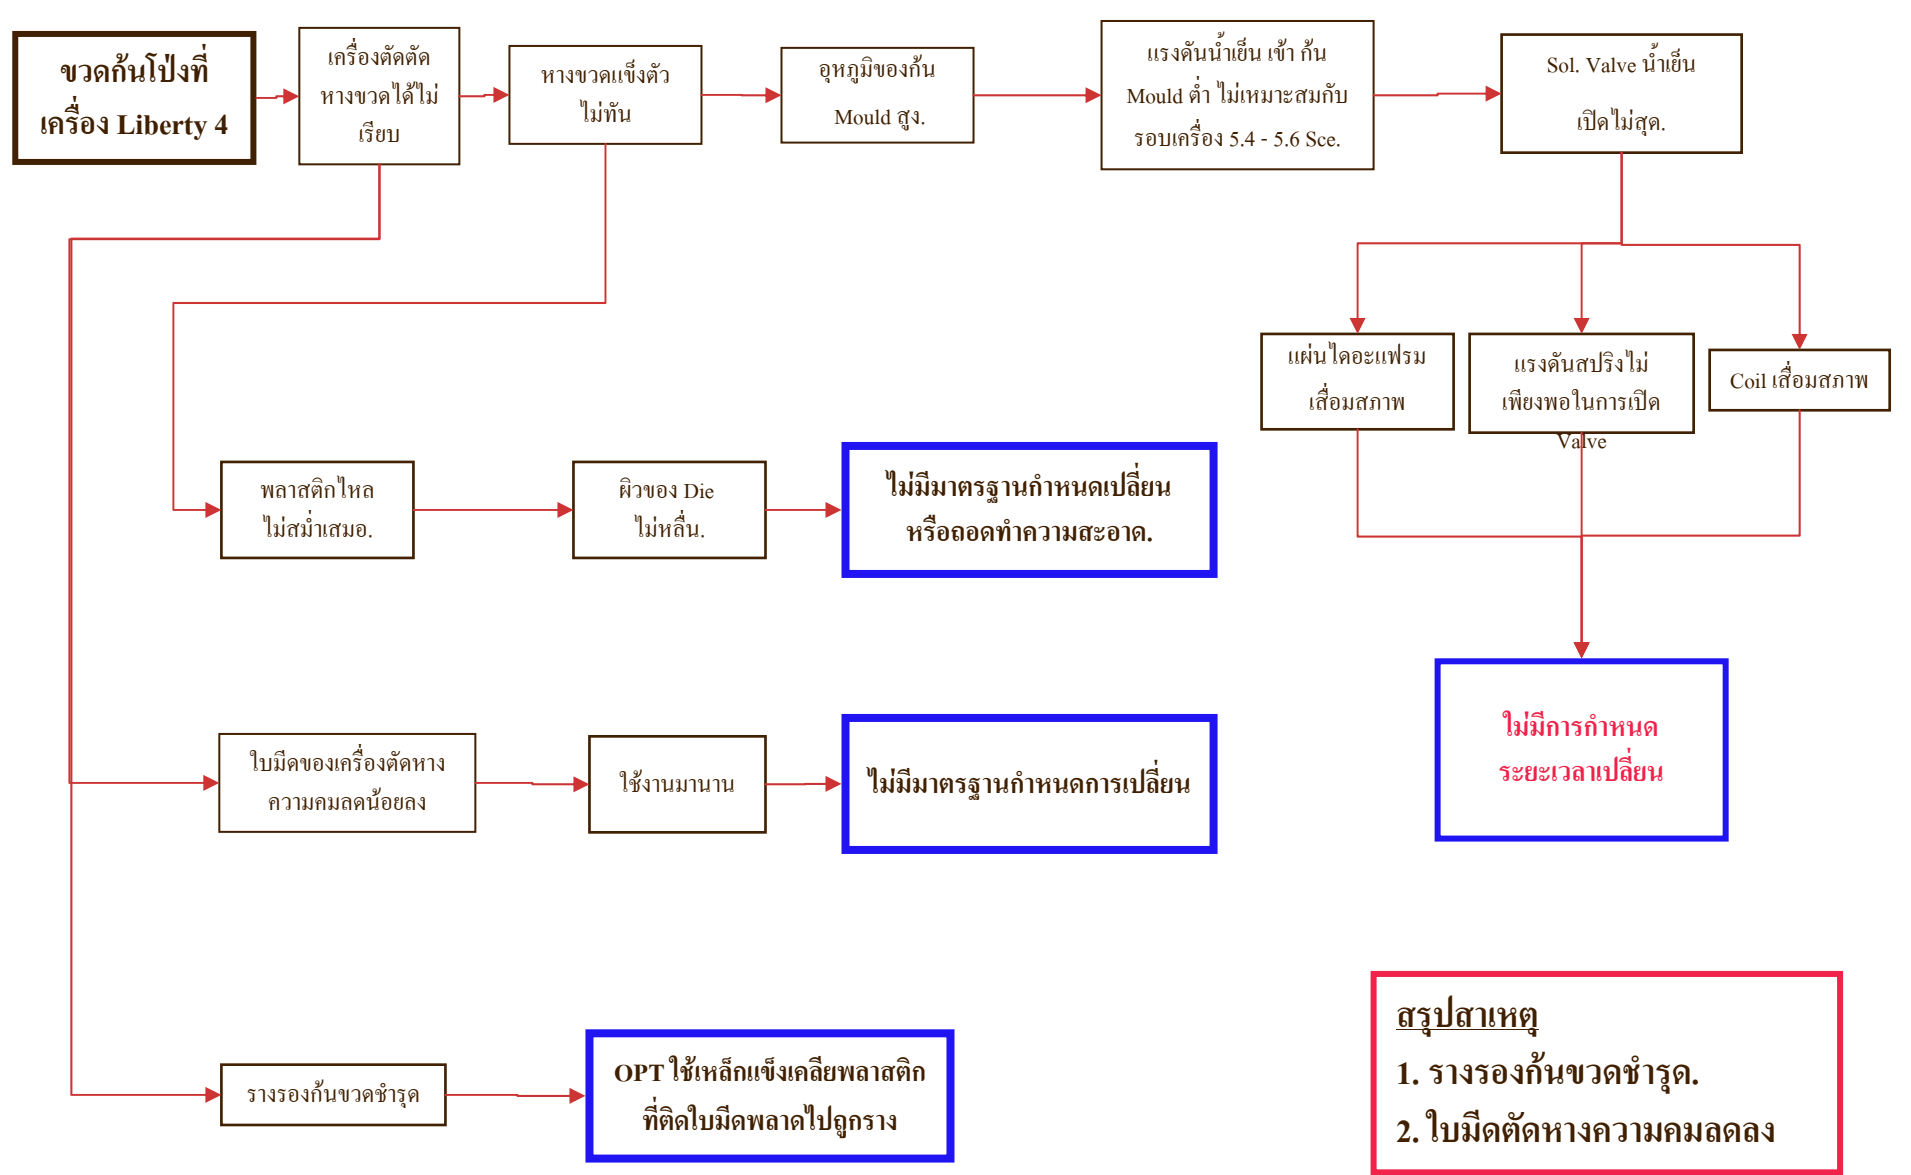 ขวดก้นโป่งที่
เครื่อง Liberty 4
เครื่องตัดตัด
หางขวดได้ไม่
เรียบ
หางขวดแข็งตัว
ไม่ทัน
อุหภูมิของก้น
Mould สูง.
แรงดันน้ำเย็น เข้า ก้น
Mould ต่ำ ไม่เหมาะสมกับ
รอบเครื่อง 5.4 - 5.6 Sce.
Sol. Valve น้ำเย็น
เปิดไม่สุด.
แผ่นไดอะแฟรม
เสื่อมสภาพ
แรงดันสปริงไม่
เพียงพอในการเปิด
Valve
Coil เสื่อมสภาพ
พลาสติกไหล
ไม่สม่ำเสมอ.
ผิวของ Die
ไม่หลื่น.
ไม่มีมาตรฐานกำหนดเปลี่ยน
หรือถอดทำความสะอาด.
ใบมีดของเครื่องตัดหาง
ความคมลดน้อยลง
ใช้งานมานาน
ไม่มีมาตรฐานกำหนดการเปลี่ยน
ไม่มีการกำหนด
ระยะเวลาเปลี่ยน
รางรองก้นขวดชำรุด
OPT ใช้เหล็กแข็งเคลียพลาสติก
ที่ติดใบมีดพลาดไปถูกราง
สรุปสาเหตุ
1. รางรองก้นขวดชำรุด.
2. ใบมีดตัดหางความคมลดลง